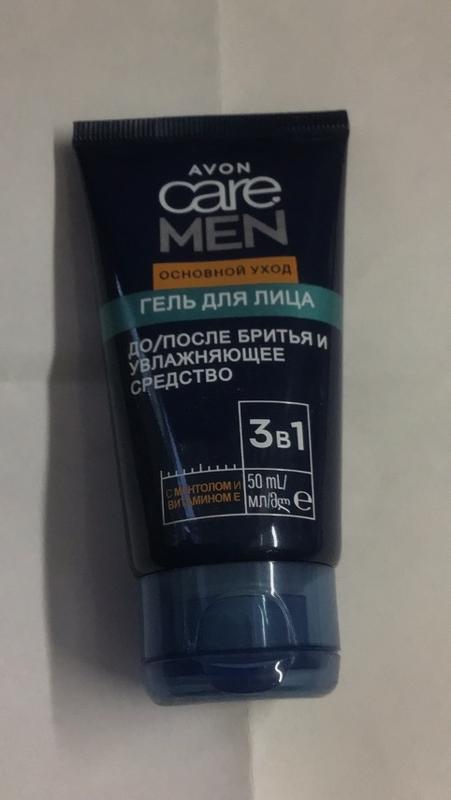 AVON
care
MEN
ОСНОВНОЙ УХОД
ГЕЛЬ ДЛЯ ЛИЦА
ДО/ПОСЛЕ БРИТЬЯ И
УВЛАЖНЯЮЩЕЕ
СРЕДСТВО
3в1
С МЕНТОЛОМ И
ВИТАМИНОМ Е
50 mL/
МЛ/მლ ℮